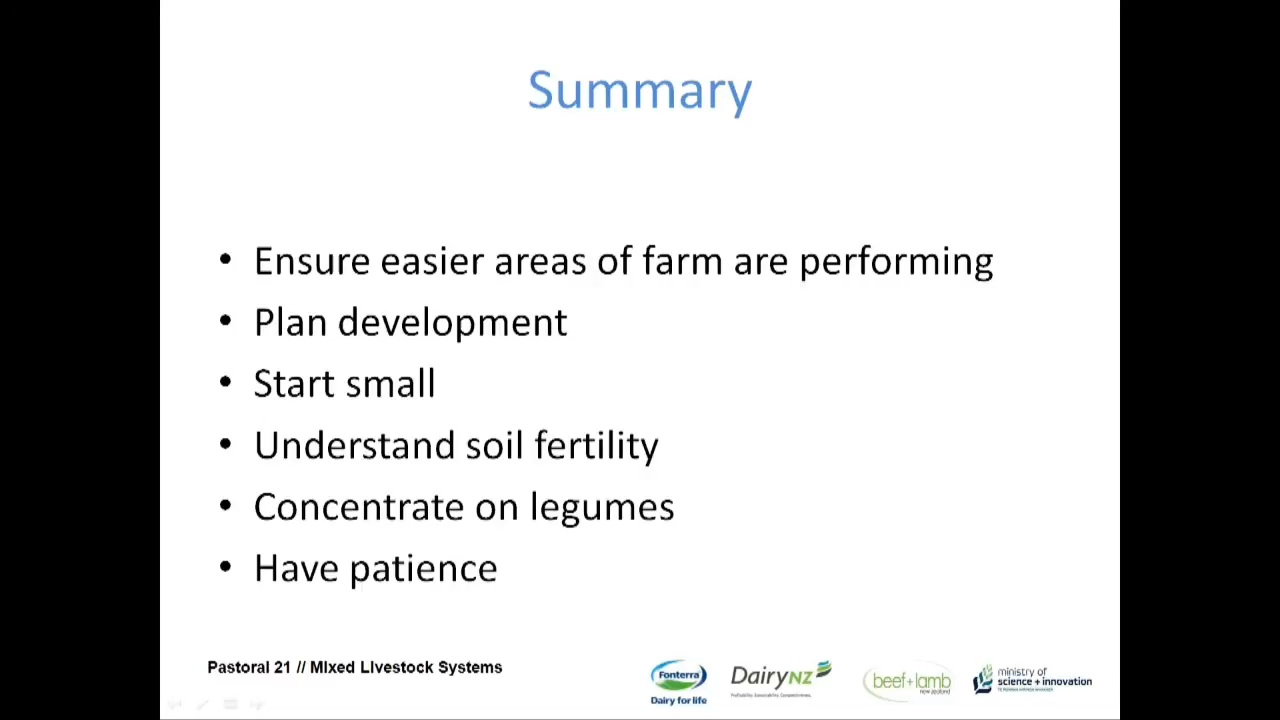 Summary
• Ensure easier areas of farm are performing
• Plan development
• Start small
• Understand soil fertility
• Concentrate on legumes
• Have patience
Pastoral 21 // MIxed LIvestock Systems
Fonterra
Dairy for life
DairyNZ
beef+lamb
new zealand
ministry of
science + innovation